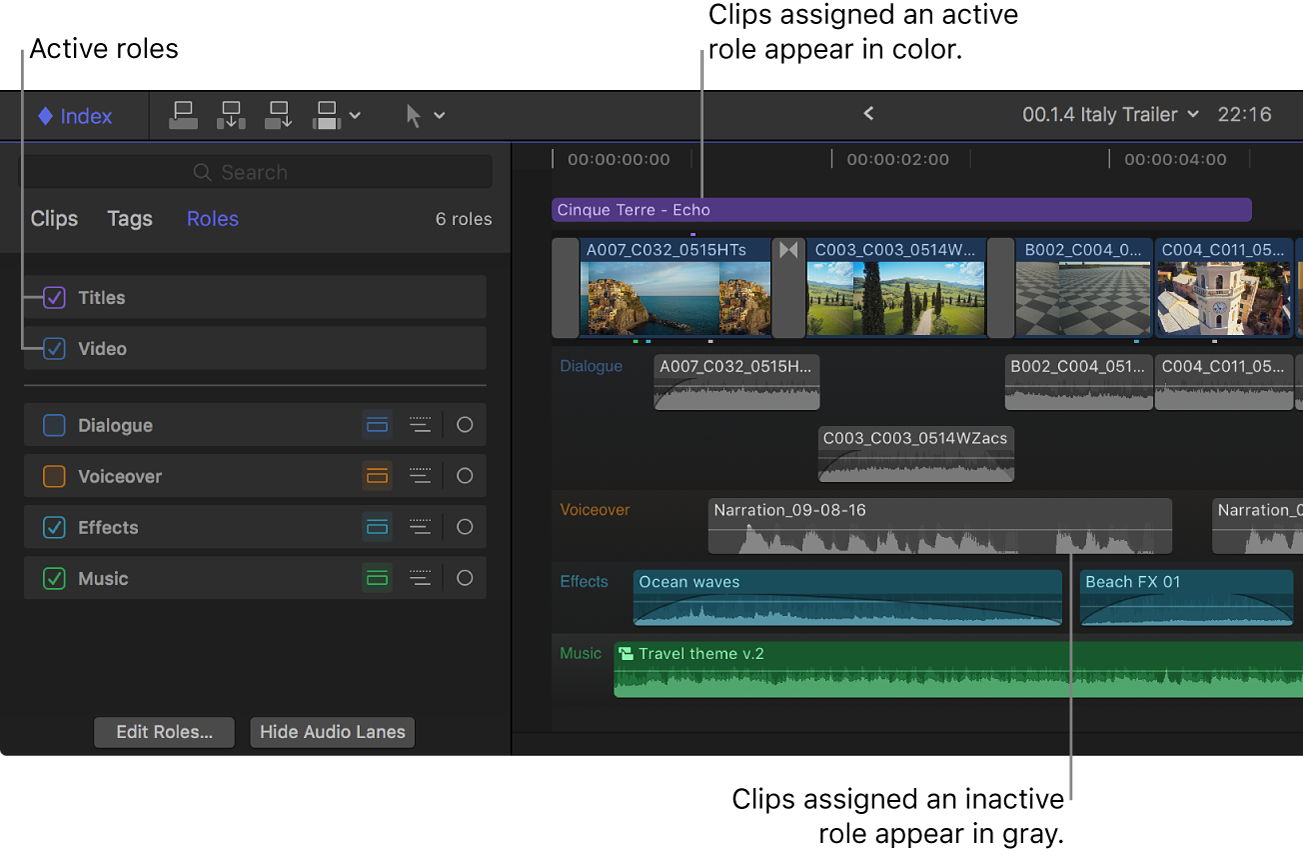 Clips assigned an active
role appear in color.
Active roles
Index
00.1.4 Italy Trailer
22:16
Search
Clips
Tags
Roles
6 roles
Titles
Video
Dialogue
Voiceover
Effects
Music
Edit Roles...
Hide Audio Lanes
00:00:00:00
00:00:02:00
00:00:04:00
Cinque Terre - Echo
A007_C032_0515HTs
C003_C003_0514W...
B002_C004_0...
C004_C011_05...
Dialogue
A007_C032_0515H...
B002_C004_051...
C004_C011_05...
C003_C003_0514WZacs
Voiceover
Narration_09-08-16
Narration_0
Effects
Ocean waves
Beach FX 01
Music
Travel theme v.2
Clips assigned an inactive
role appear in gray.